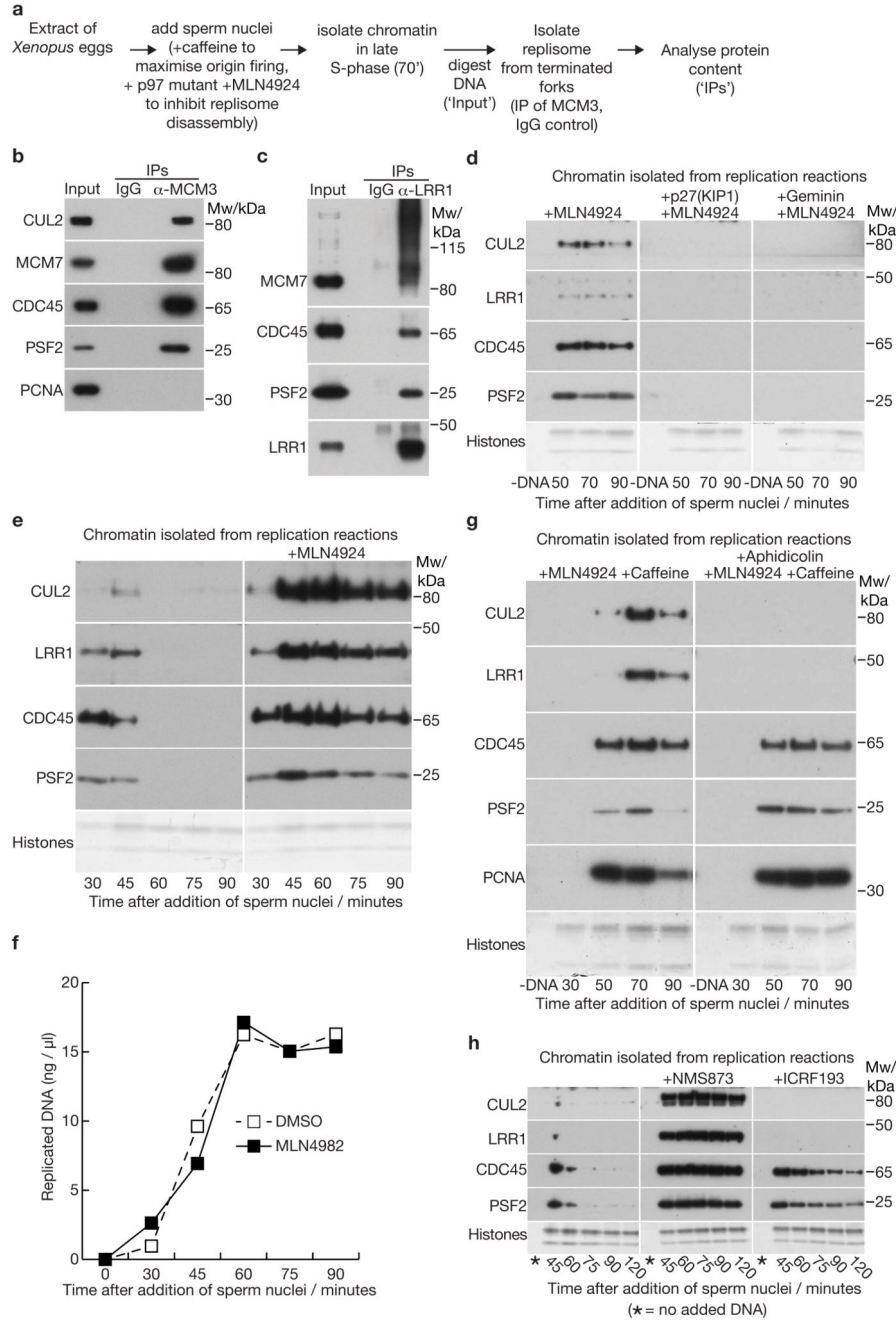 a
Extract of
Xenopus eggs
add sperm nuclei
(+caffeine to
maximise origin firing,
+ p97 mutant +MLN4924
to inhibit replisome
disassembly)
isolate chromatin
in late
S-phase (70')
digest
DNA
('Input')
Isolate
replisome
from terminated
forks
(IP of MCM3,
IgG control)
Analyse protein
content
('IPs')
b
IPs
Input IgG α-MCM3
Mw/kDa
CUL2
-80
MCM7
-80
CDC45
-65
PSF2
-25
PCNA
-30
c
IPs
Input IgG α-LRR1
Mw/
kDa
-115
MCM7
-80
CDC45
-65
PSF2
-25
-50
LRR1
d
Chromatin isolated from replication reactions
+MLN4924
+p27(KIP1)
+MLN4924
+Geminin
+MLN4924
Mw/
kDa
CUL2
-80
-50
LRR1
CDC45
-65
PSF2
-25
Histones
-DNA 50 70 90 -DNA 50 70 90 -DNA 50 70 90
Time after addition of sperm nuclei / minutes
e
Chromatin isolated from replication reactions
+MLN4924
Mw/
kDa
CUL2
-80
-50
LRR1
CDC45
-65
PSF2
-25
Histones
30 45 60 75 90 30 45 60 75 90
Time after addition of sperm nuclei / minutes
f
Replicated DNA (ng / μl)
20
15
10
5
0
DMSO
MLN4982
0 30 45 60 75 90
Time after addition of sperm nuclei / minutes
g
Chromatin isolated from replication reactions
+MLN4924 +Caffeine
+Aphidicolin
+MLN4924 +Caffeine
Mw/
kDa
CUL2
-80
-50
LRR1
CDC45
-65
PSF2
-25
PCNA
-30
Histones
-DNA 30 50 70 90 -DNA 30 50 70 90
Time after addition of sperm nuclei / minutes
h
Chromatin isolated from replication reactions
+NMS873 +ICRF193
Mw/
kDa
CUL2
-80
-50
LRR1
CDC45
-65
PSF2
-25
Histones
* 45 60 75 90 120 * 45 60 75 90 120 * 45 60 75 90 120
Time after addition of sperm nuclei / minutes
(* = no added DNA)